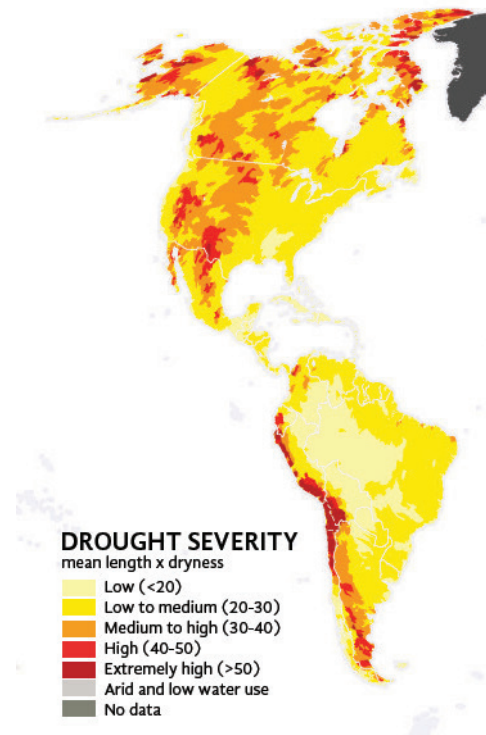 DROUGHT SEVERITY
mean length x dryness
Low (<20)
Low to medium (20-30)
Medium to high (30-40)
High (40-50)
Extremely high (>50)
Arid and low water use
No data